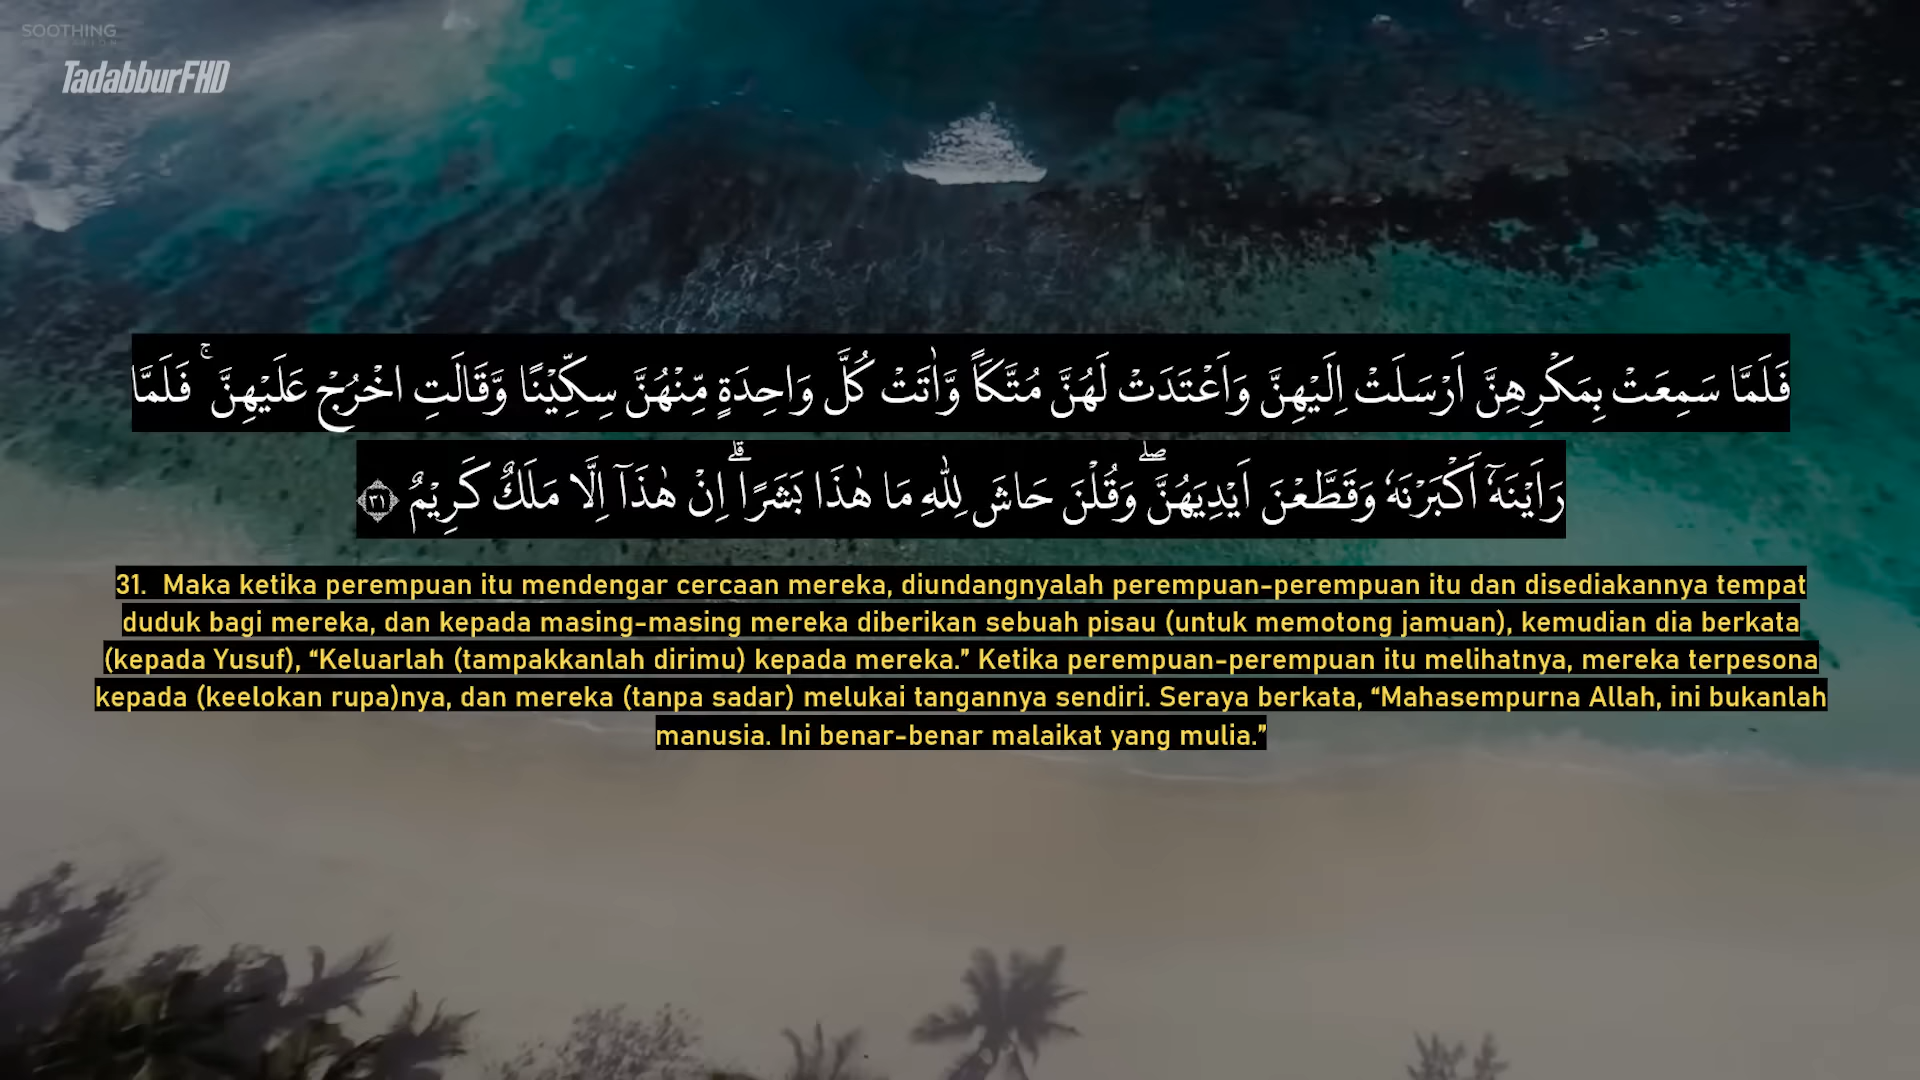 SOOTHING
TadabburFHD
فَلَمَّا سَمِعَتْ بِمَكْرِهِنَّ اَرْسَلَتْ اِلَيْهِنَّ وَاَعْتَدَتْ لَهُنَّ مُتَّكَاً وَّاٰتَتْ كُلَّ وَاحِدَةٍ مِّنْهُنَّ سِكِّيْنًا وَّقَالَتِ اخْرُجْ عَلَيْهِنَّ ۚ فَلَمَّا
رَاَيْنَهٗٓ اَكْبَرْنَهٗ وَقَطَّعْنَ اَيْدِيَهُنَّ ۖ وَقُلْنَ حَاشَ لِلّٰهِ مَا هٰذَا بَشَرًا ۗ اِنْ هٰذَآ اِلَّا مَلَكٌ كَرِيْمٌ ﴿٣١﴾
31. Maka ketika perempuan itu mendengar cercaan mereka, diundangnyalah perempuan-perempuan itu dan disediakannya tempat
duduk bagi mereka, dan kepada masing-masing mereka diberikan sebuah pisau (untuk memotong jamuan), kemudian dia berkata
(kepada Yusuf), “Keluarlah (tampakkanlah dirimu) kepada mereka.” Ketika perempuan-perempuan itu melihatnya, mereka terpesona
kepada (keelokan rupa)nya, dan mereka (tanpa sadar) melukai tangannya sendiri. Seraya berkata, “Mahasempurna Allah, ini bukanlah
manusia. Ini benar-benar malaikat yang mulia.”